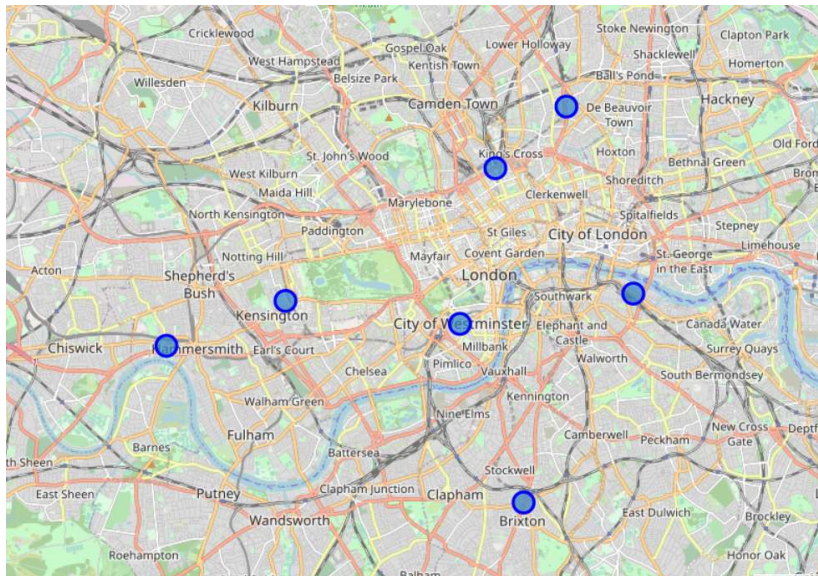 Stoke Newington
Cricklewood
Clapton Park
Gospel Oak
Lower Holloway
Shacklewell
West Hampstead
Kentish Town
Homerton
Belsize Park
Ball's Pond
Willesden
Kilburn
Camden Town
Hackney
De Beauvoir
Town
Old Ford
St. John's Wood
King's Cross
Hoxton
Bethnal Green
West Kilburn
Shoreditch
Maida Hill
Clerkenwell
Marylebone
North Kensington
Spitalfields
Paddington
St Giles
City of London
Stepney
Limehouse
Notting Hill
Mayfair
Covent Garden
St. George
in the East
Acton
Shepherd's
Bush
London
Southwark
Kensington
City of Westminster
Elephant and
Castle
Canada Water
Chiswick
Hammersmith
Earl's Court
Millbank
Surrey Quays
Pimlico
Walworth
Chelsea
Vauxhall
South Bermondsey
Walham Green
Kennington
Nine Elms
New Cross
Gate
Fulham
Camberwell
Peckham
Barnes
Battersea
Stockwell
East Sheen
Putney
Clapham Junction
Clapham
Wandsworth
Brixton
East Dulwich
Brockley
Roehampton
Honor Oak
Balham